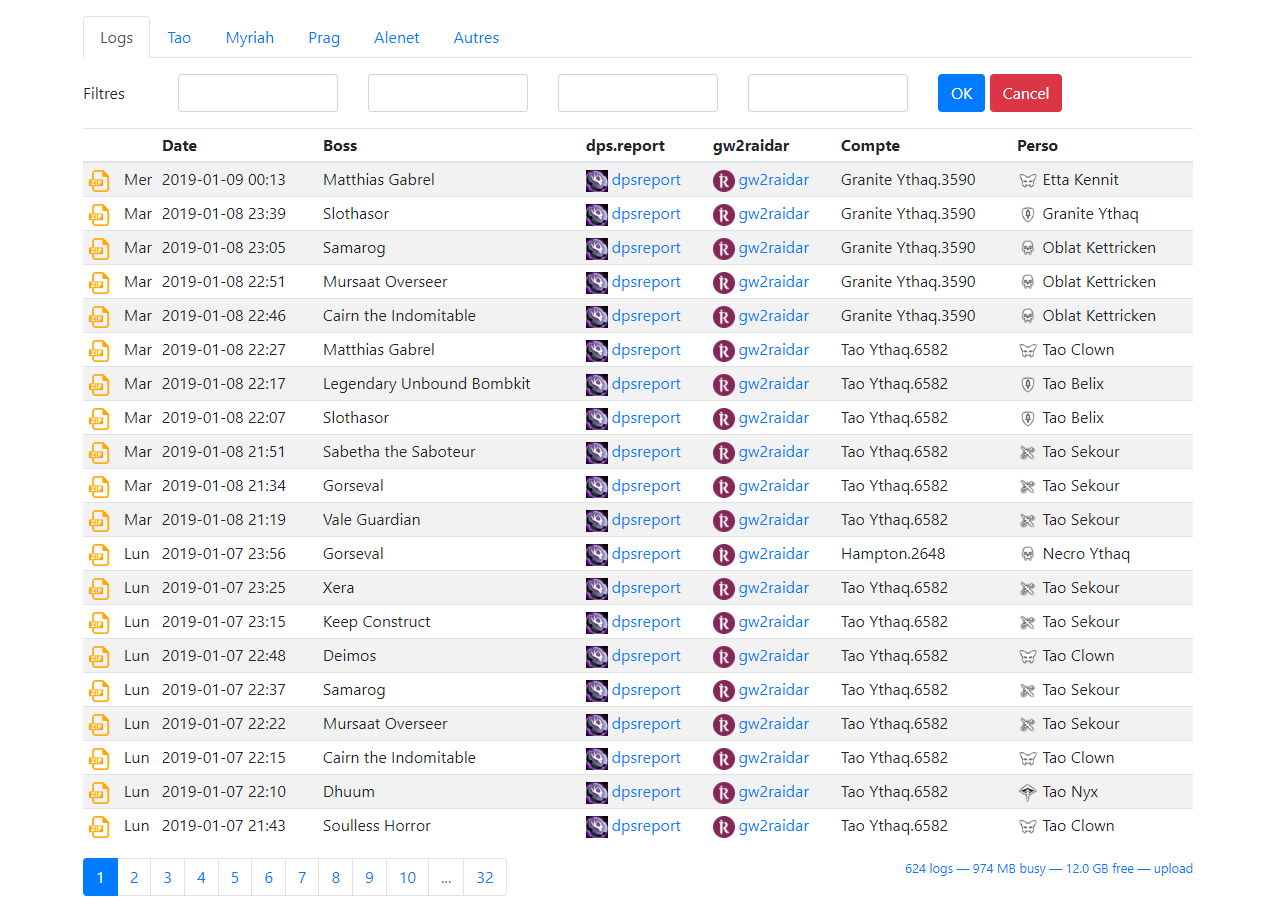 Logs Tao Myriah Prag Alenet Autres
Filtres OK Cancel
Date Boss dps.report gw2raidar Compte Perso
ZIP Mer 2019-01-09 00:13 Matthias Gabrel dpsreport gw2raidar Granite Ythaq.3590 Etta Kennit
ZIP Mar 2019-01-08 23:39 Slothasor dpsreport gw2raidar Granite Ythaq.3590 Granite Ythaq
ZIP Mar 2019-01-08 23:05 Samarog dpsreport gw2raidar Granite Ythaq.3590 Oblat Kettricken
ZIP Mar 2019-01-08 22:51 Mursaat Overseer dpsreport gw2raidar Granite Ythaq.3590 Oblat Kettricken
ZIP Mar 2019-01-08 22:46 Cairn the Indomitable dpsreport gw2raidar Granite Ythaq.3590 Oblat Kettricken
ZIP Mar 2019-01-08 22:27 Matthias Gabrel dpsreport gw2raidar Tao Ythaq.6582 Tao Clown
ZIP Mar 2019-01-08 22:17 Legendary Unbound Bombkit dpsreport gw2raidar Tao Ythaq.6582 Tao Belix
ZIP Mar 2019-01-08 22:07 Slothasor dpsreport gw2raidar Tao Ythaq.6582 Tao Belix
ZIP Mar 2019-01-08 21:51 Sabetha the Saboteur dpsreport gw2raidar Tao Ythaq.6582 Tao Sekour
ZIP Mar 2019-01-08 21:34 Gorseval dpsreport gw2raidar Tao Ythaq.6582 Tao Sekour
ZIP Mar 2019-01-08 21:19 Vale Guardian dpsreport gw2raidar Tao Ythaq.6582 Tao Sekour
ZIP Lun 2019-01-07 23:56 Gorseval dpsreport gw2raidar Hampton.2648 Necro Ythaq
ZIP Lun 2019-01-07 23:25 Xera dpsreport gw2raidar Tao Ythaq.6582 Tao Sekour
ZIP Lun 2019-01-07 23:15 Keep Construct dpsreport gw2raidar Tao Ythaq.6582 Tao Sekour
ZIP Lun 2019-01-07 22:48 Deimos dpsreport gw2raidar Tao Ythaq.6582 Tao Clown
ZIP Lun 2019-01-07 22:37 Samarog dpsreport gw2raidar Tao Ythaq.6582 Tao Sekour
ZIP Lun 2019-01-07 22:22 Mursaat Overseer dpsreport gw2raidar Tao Ythaq.6582 Tao Sekour
ZIP Lun 2019-01-07 22:15 Cairn the Indomitable dpsreport gw2raidar Tao Ythaq.6582 Tao Clown
ZIP Lun 2019-01-07 22:10 Dhuum dpsreport gw2raidar Tao Ythaq.6582 Tao Nyx
ZIP Lun 2019-01-07 21:43 Soulless Horror dpsreport gw2raidar Tao Ythaq.6582 Tao Clown
1 2 3 4 5 6 7 8 9 10 ... 32 624 logs — 974 MB busy — 12.0 GB free — upload